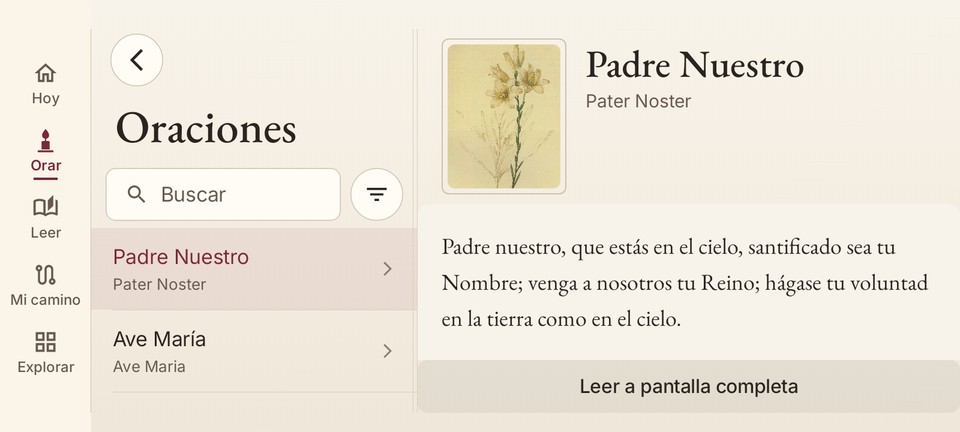 Hoy
Orar
Leer
Mi camino
Explorar
Oraciones
Buscar
Padre Nuestro
Pater Noster
Ave María
Ave Maria
Padre Nuestro
Pater Noster
Padre nuestro, que estás en el cielo, santificado sea tu
Nombre; venga a nosotros tu Reino; hágase tu voluntad
en la tierra como en el cielo.
Leer a pantalla completa